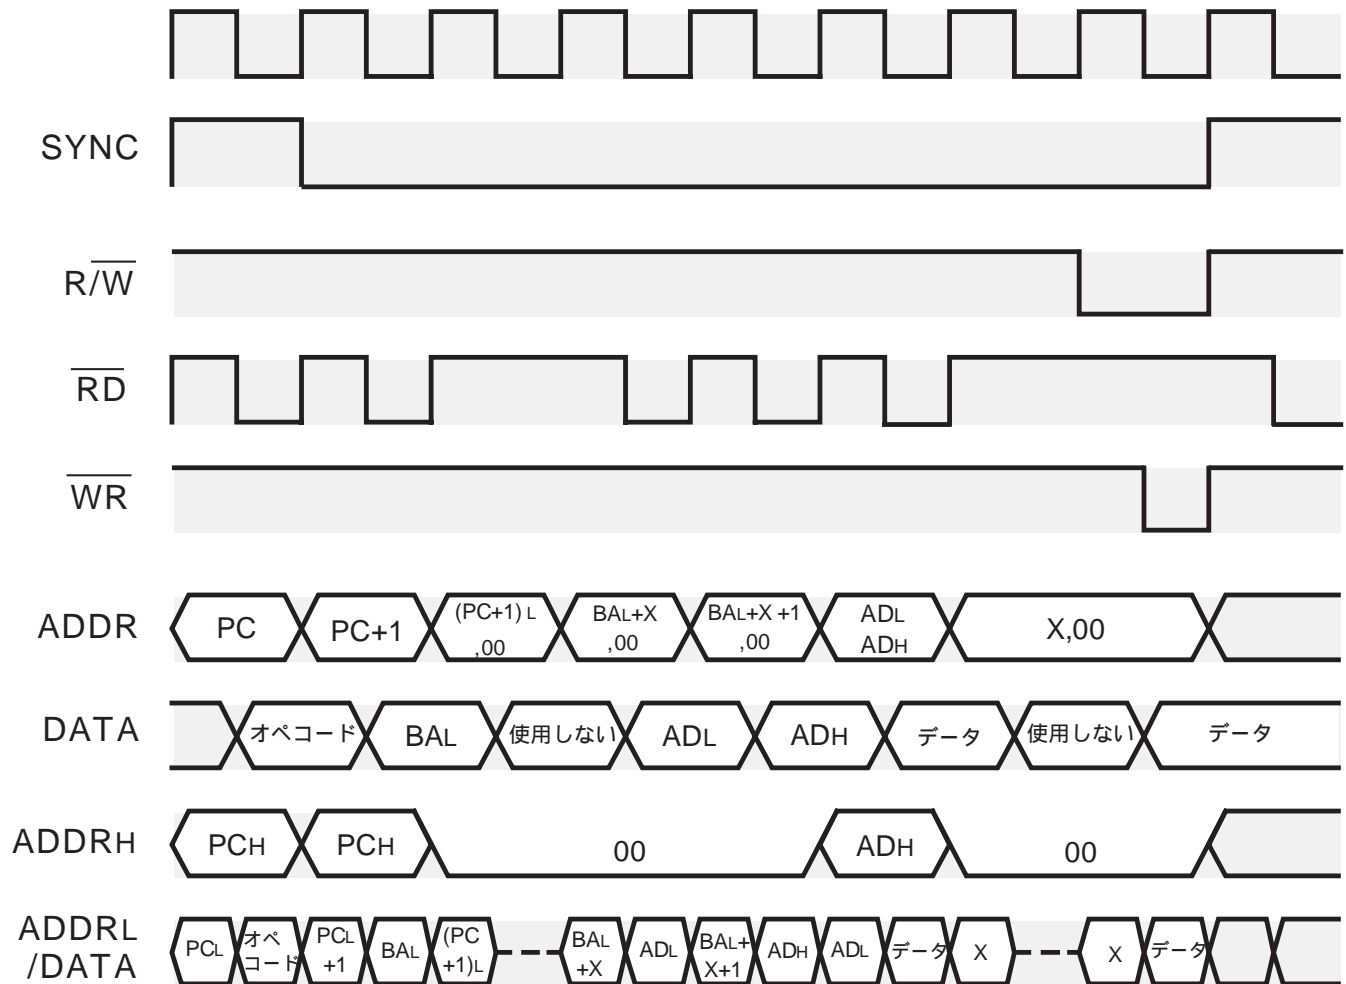 SYNC
R/W
RD
WR
ADDR
PC
PC+1
(PC+1) L
,00
BAL+X
,00
BAL+X +1
,00
ADL
ADH
X,00
DATA
オペコード
BAL
使用しない
ADL
ADH
データ
使用しない
データ
ADDRH
PCH
PCH
00
ADH
00
ADDRL
/DATA
PCL
オペ
コード
PCL
+1
BAL
(PC
+1)L
BAL
+X
ADL
BAL+
X+1
ADH
ADL
データ
X
X
データ